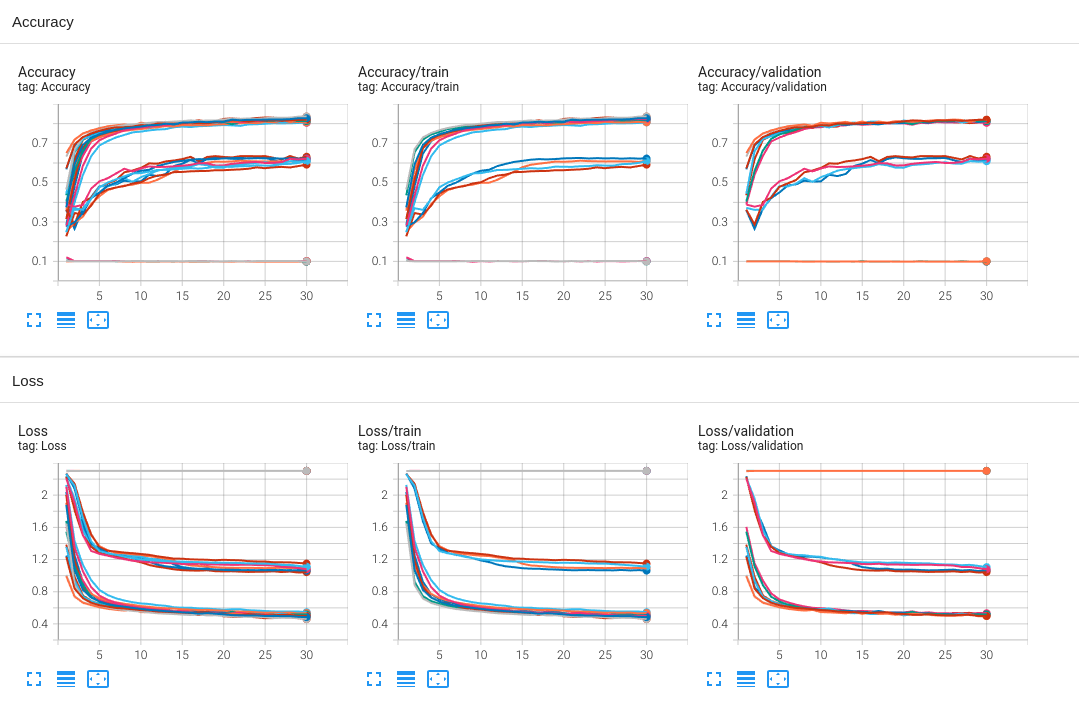 Accuracy
Accuracy
tag: Accuracy
0.7
0.5
0.3
0.1
5 10 15 20 25 30
Accuracy/train
tag: Accuracy/train
0.7
0.5
0.3
0.1
5 10 15 20 25 30
Accuracy/validation
tag: Accuracy/validation
0.7
0.5
0.3
0.1
5 10 15 20 25 30
Loss
Loss
tag: Loss
2
1.6
1.2
0.8
0.4
5 10 15 20 25 30
Loss/train
tag: Loss/train
2
1.6
1.2
0.8
0.4
5 10 15 20 25 30
Loss/validation
tag: Loss/validation
2
1.6
1.2
0.8
0.4
5 10 15 20 25 30